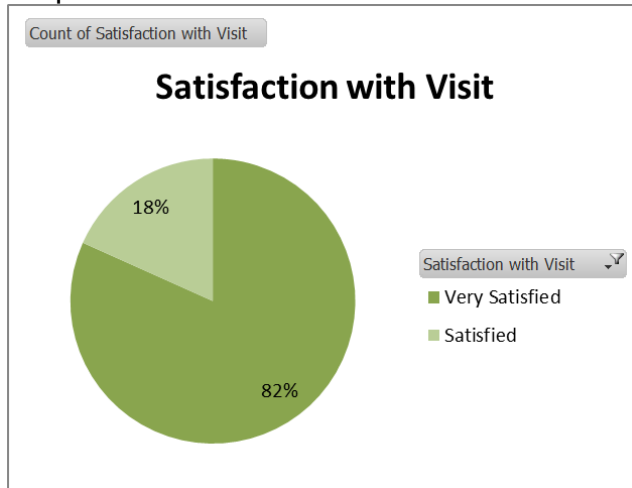 Count of Satisfaction with Visit
Satisfaction with Visit
18%
Satisfaction with Visit
Very Satisfied
Satisfied
82%